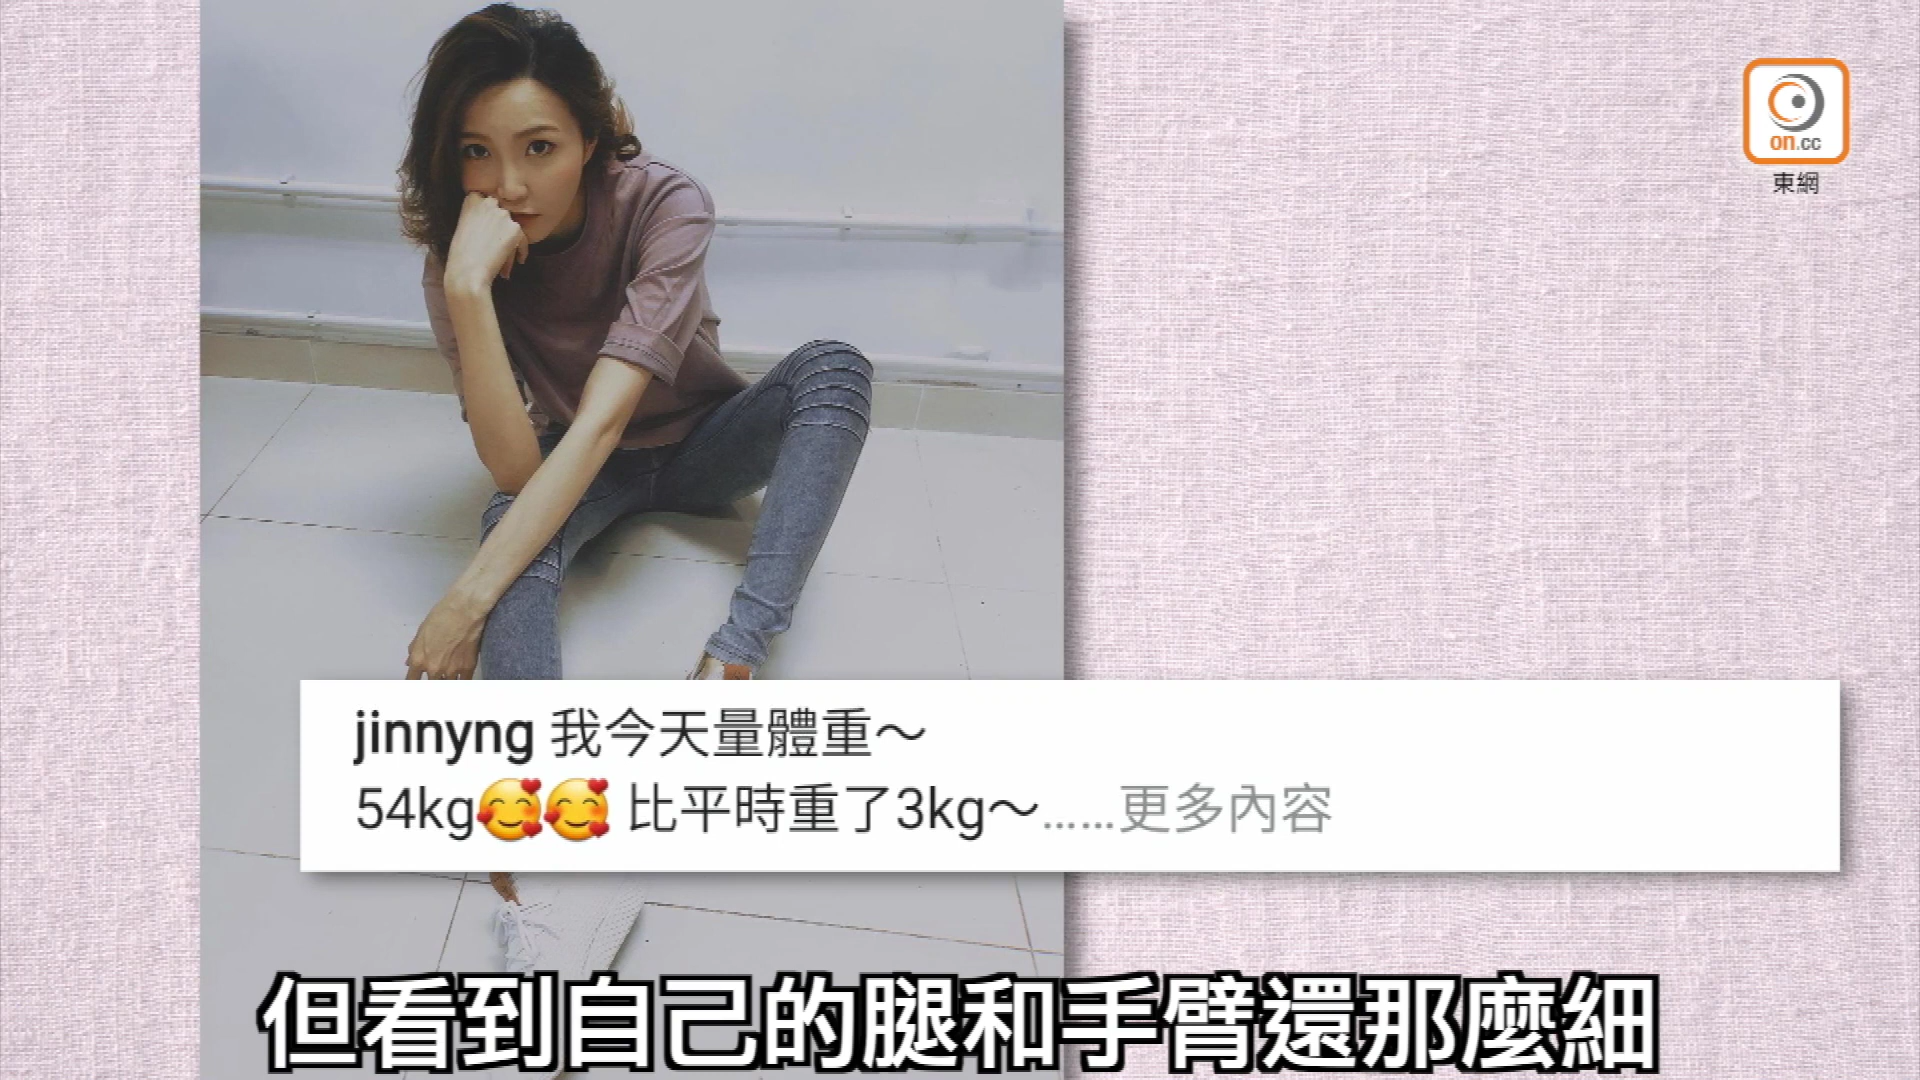 on.cc
東網
jinnyng 我今天量體重～
54kg🥰🥰 比平時重了3kg～……更多內容
但看到自己的腿和手臂還那麼細